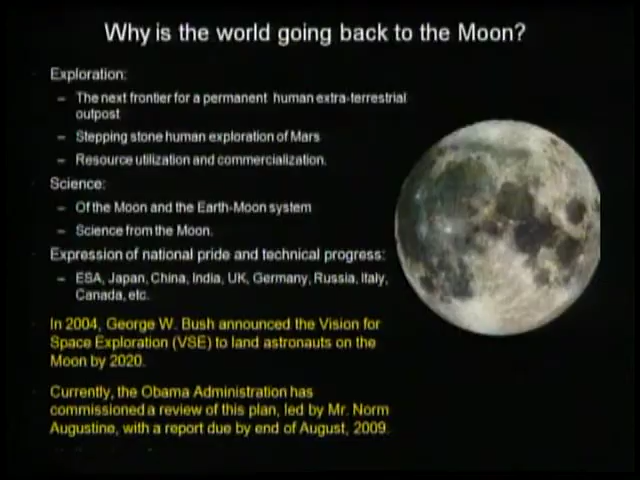 Why is the world going back to the Moon?
Exploration:
– The next frontier for a permanent human extra-terrestrial
outpost
– Stepping stone human exploration of Mars
– Resource utilization and commercialization.
Science:
– Of the Moon and the Earth-Moon system
– Science from the Moon.
Expression of national pride and technical progress:
– ESA, Japan, China, India, UK, Germany, Russia, Italy,
Canada, etc.
In 2004, George W. Bush announced the Vision for
Space Exploration (VSE) to land astronauts on the
Moon by 2020.
Currently, the Obama Administration has
commissioned a review of this plan, led by Mr. Norm
Augustine, with a report due by end of August, 2009.